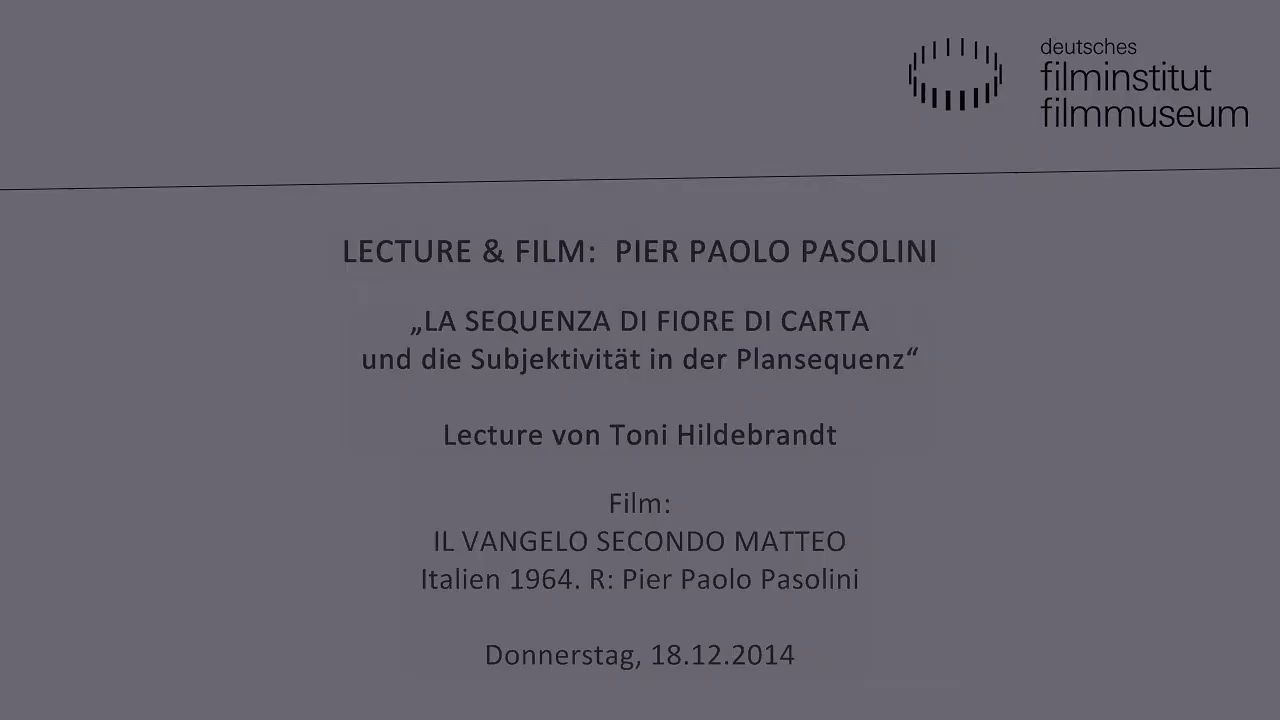 deutsches
filminstitut
filmmuseum
LECTURE & FILM: PIER PAOLO PASOLINI
„LA SEQUENZA DI FIORE DI CARTA
und die Subjektivität in der Plansequenz“
Lecture von Toni Hildebrandt
Film:
IL VANGELO SECONDO MATTEO
Italien 1964. R: Pier Paolo Pasolini
Donnerstag, 18.12.2014